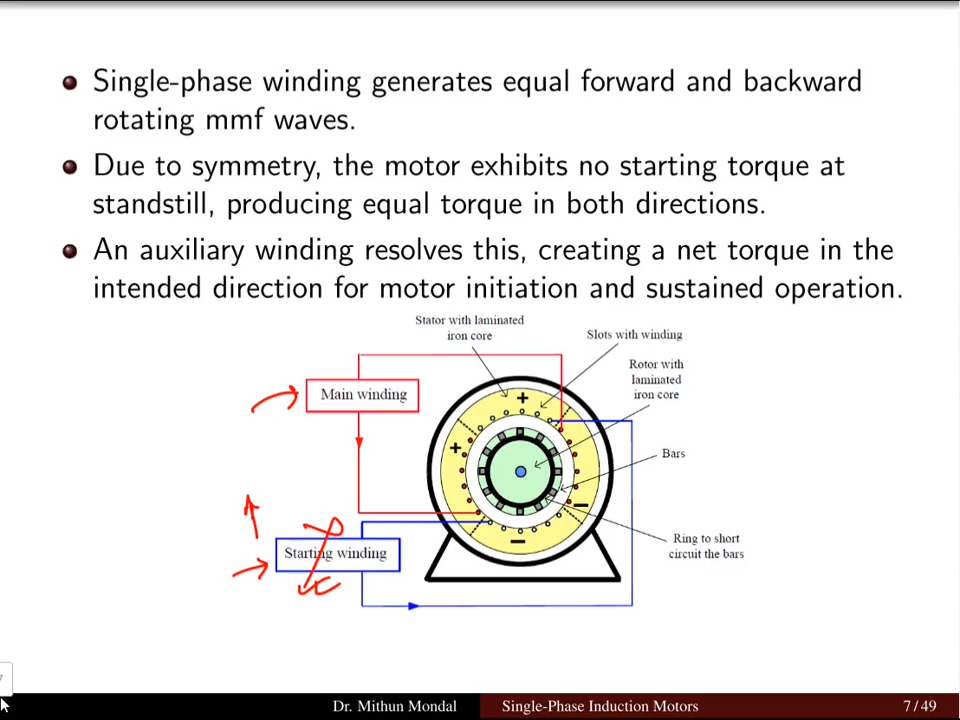 Single-phase winding generates equal forward and backward
rotating mmf waves.
Due to symmetry, the motor exhibits no starting torque at
standstill, producing equal torque in both directions.
An auxiliary winding resolves this, creating a net torque in the
intended direction for motor initiation and sustained operation.
Stator with laminated
iron core
Slots with winding
Rotor with
laminated
iron core
Main winding
+
+
Bars
−
−
Starting winding
Ring to short
circuit the bars
Dr. Mithun Mondal
Single-Phase Induction Motors
7 / 49